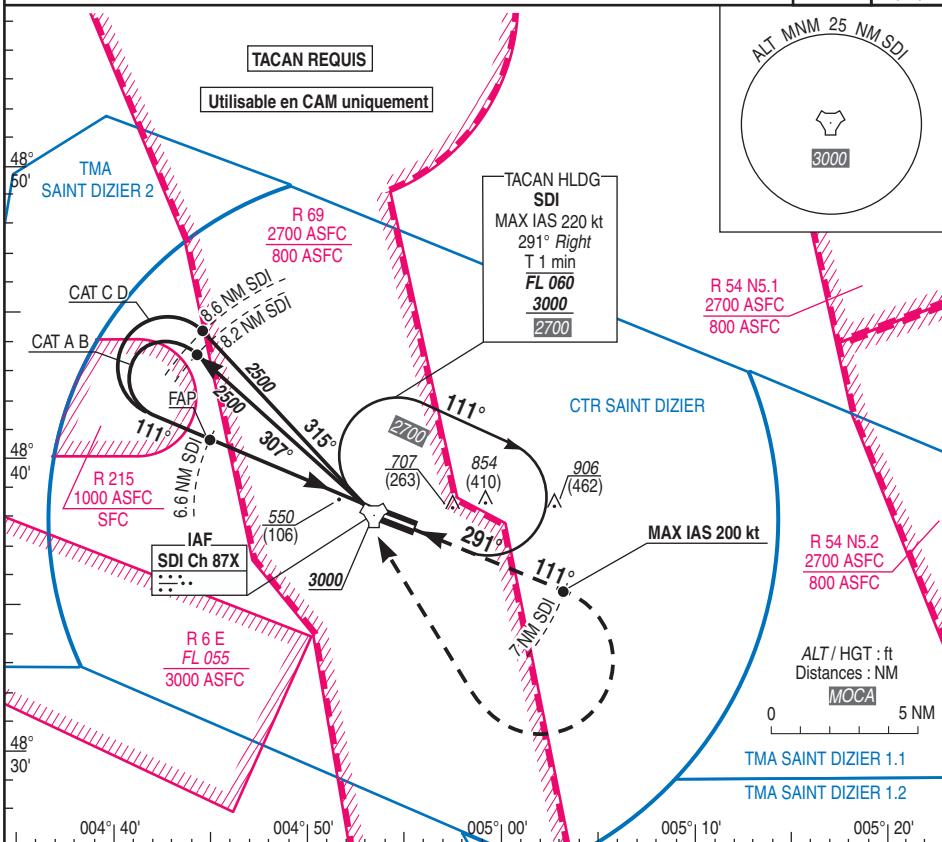 TACAN REQUIS
Utilisable en CAM uniquement
ALT MNM 25 NM SDI
3000
48°
50'
TMA
SAINT DIZIER 2
R 69
2700 ASFC
800 ASFC
TACAN HLDG
SDI
MAX IAS 220 kt
291° Right
T 1 min
FL 060
3000
2700
R 54 N5.1
2700 ASFC
800 ASFC
CAT C D
8.6 NM SDI
8.2 NM SDI
CAT A B
2500
2500
FAP
111°
307°
315°
111°
2700
CTR SAINT DIZIER
48°
40'
6.6 NM SDI
R 215
1000 ASFC
SFC
707
(263)
854
(410)
906
(462)
550
(106)
IAF
SDI Ch 87X
3000
291°
111°
MAX IAS 200 kt
7 NM SDI
R 54 N5.2
2700 ASFC
800 ASFC
R 6 E
FL 055
3000 ASFC
ALT / HGT : ft
Distances : NM
MOCA
0 5 NM
48°
30'
TMA SAINT DIZIER 1.1
TMA SAINT DIZIER 1.2
004° 40' 004° 50' 005° 00' 005° 10' 005° 20'